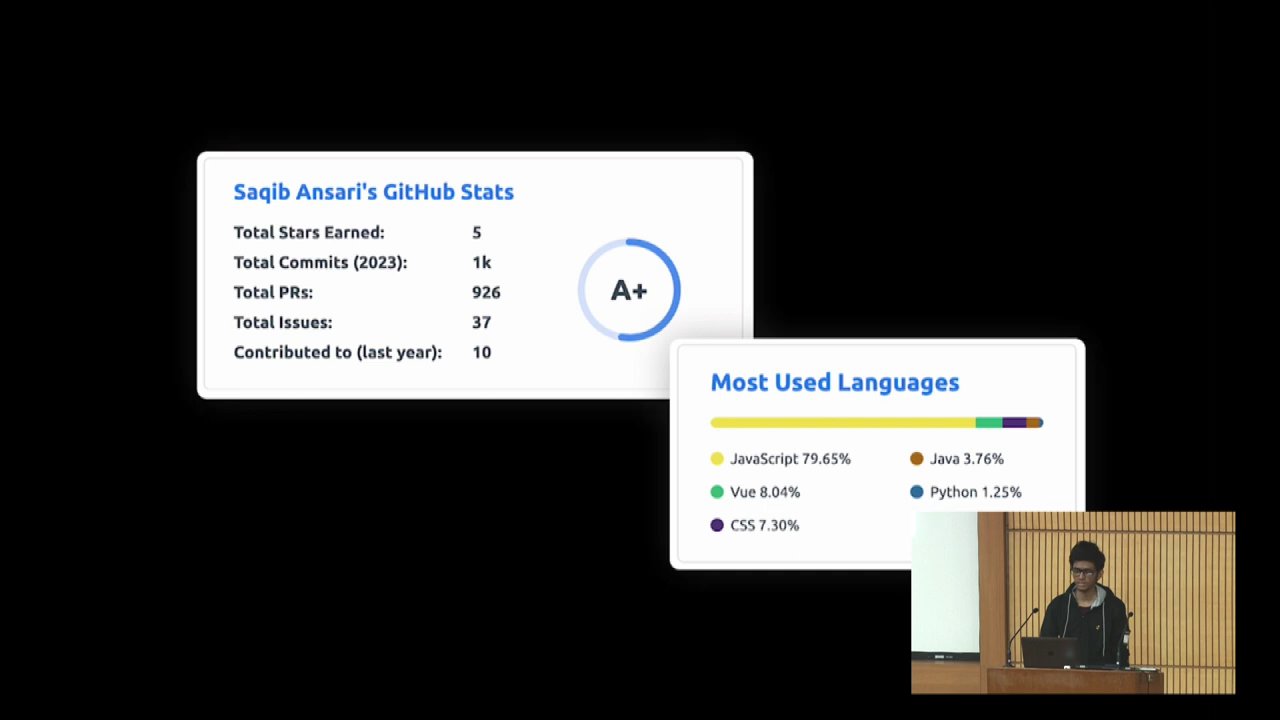 Saqib Ansari's GitHub Stats
Total Stars Earned: 5
Total Commits (2023): 1k
Total PRs: 926
Total Issues: 37
Contributed to (last year): 10
A+
Most Used Languages
JavaScript 79.65%
Java 3.76%
Vue 8.04%
Python 1.25%
CSS 7.30%